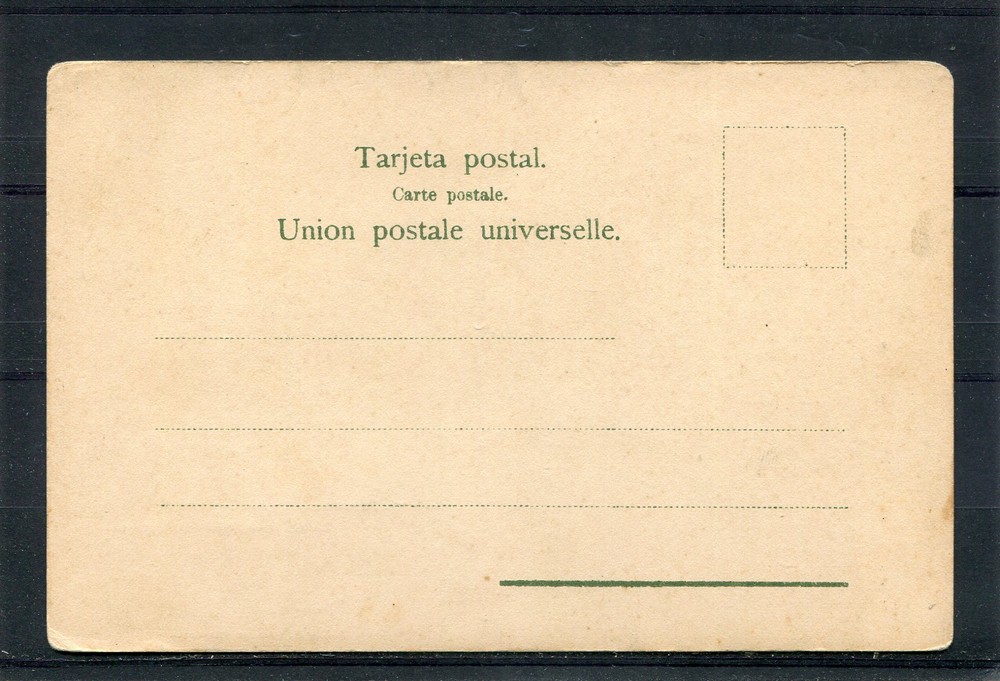 Tarjeta postal.
Carte postale.
Union postale universelle.